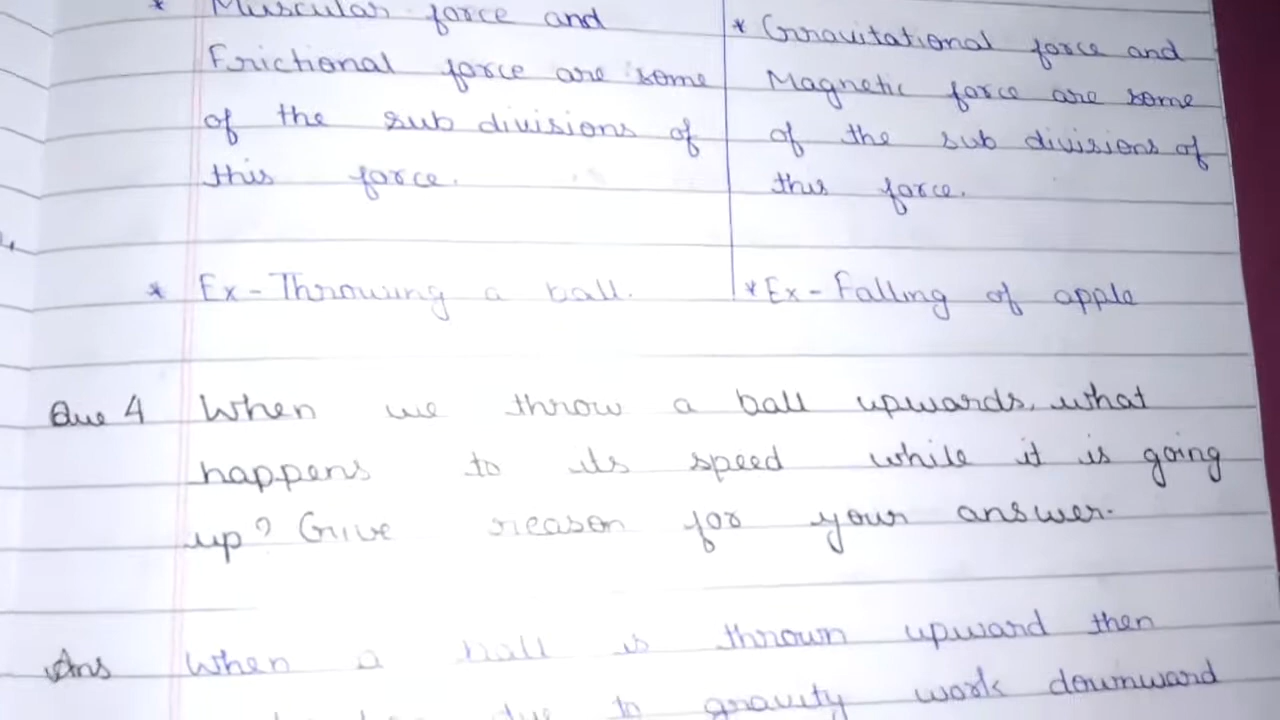 * Muscular force and
Frictional force are some
of the sub divisions of
this force.
* Ex - Throwing a ball.
* Gravitational force and
Magnetic force are some
of the sub divisions of
this force.
* Ex - Falling of apple
Que 4 When we throw a ball upwards, what
happens to its speed while it is going
up? Give reason for your answer.
Ans When a ball is thrown upward then
due to gravity work downward